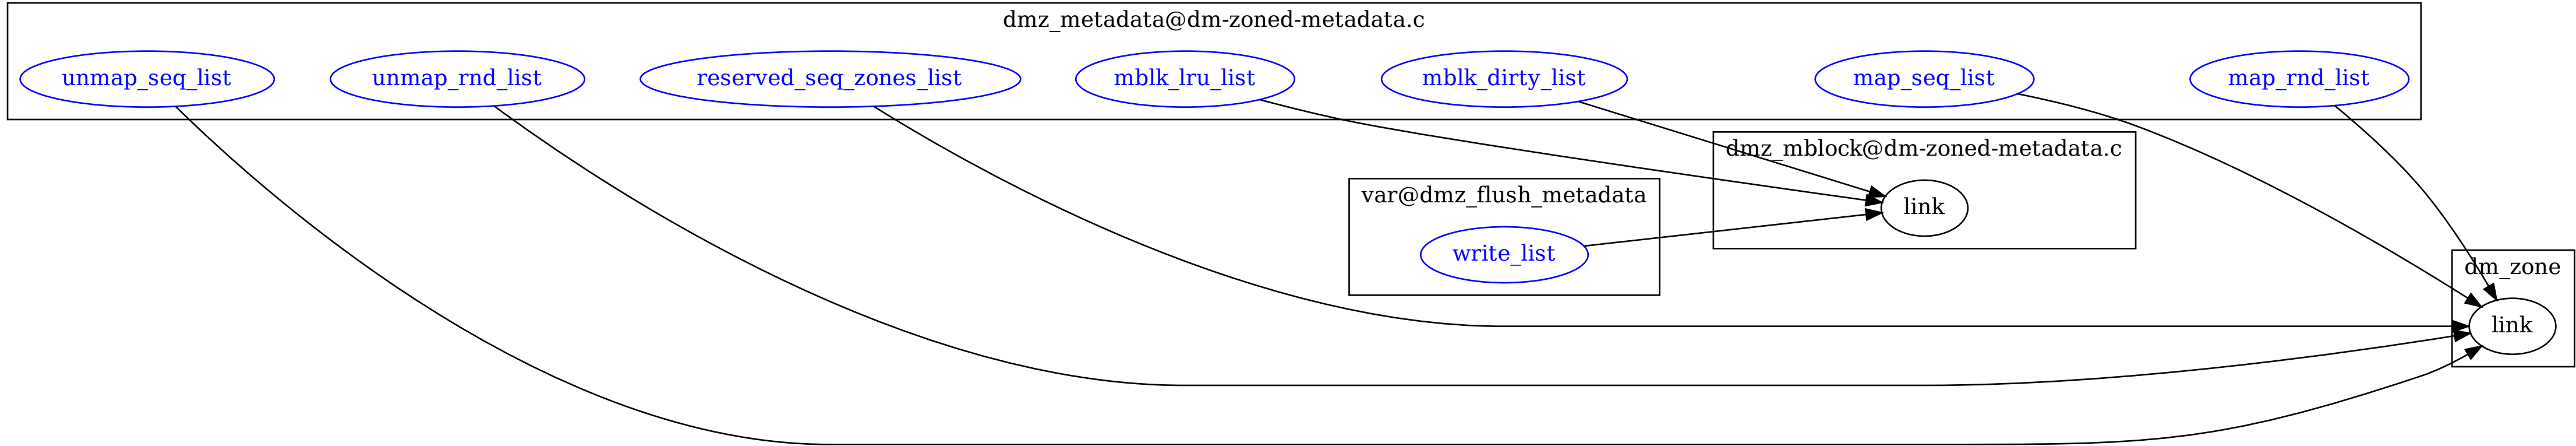 dmz_metadata@dm-zoned-metadata.c
unmap_seq_list
unmap_rnd_list
reserved_seq_zones_list
mblk_lru_list
mblk_dirty_list
map_seq_list
map_rnd_list
dmz_mblock@dm-zoned-metadata.c
link
var@dmz_flush_metadata
write_list
dm_zone
link